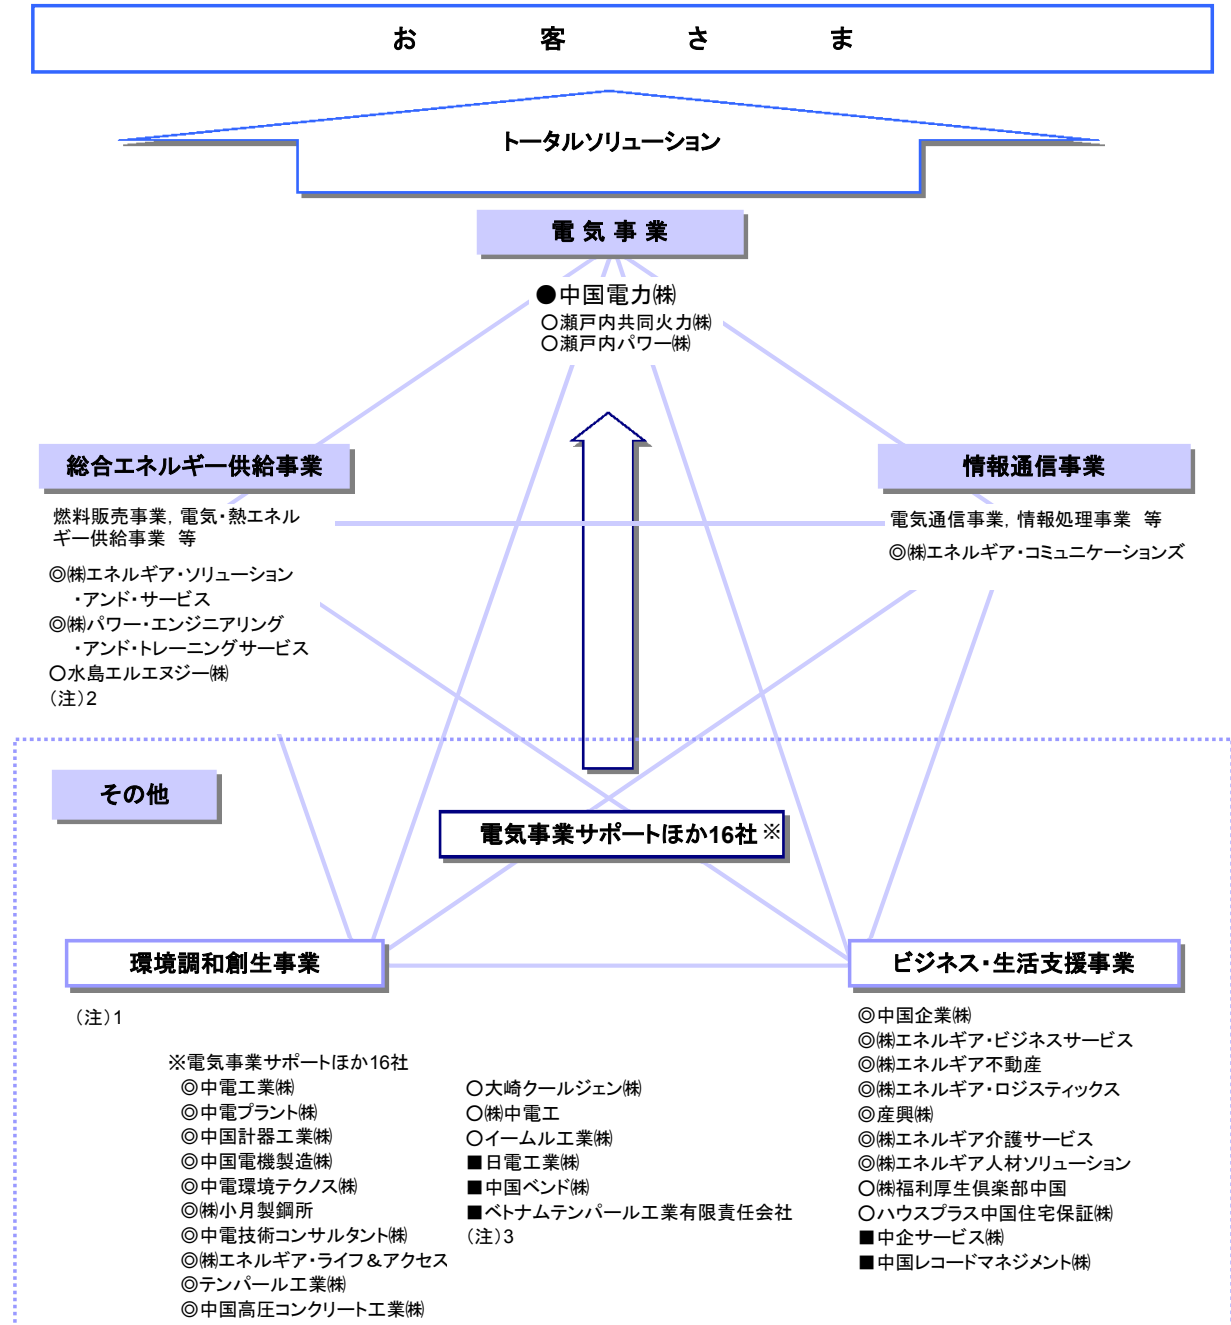 お 客 さ ま
トータルソリューション
電 気 事 業
●中国電力㈱
○瀬戸内共同火力㈱
○瀬戸内パワー㈱
総合エネルギー供給事業
燃料販売事業，電気・熱エネル
ギー供給事業 等
◎㈱エネルギア・ソリューション
・アンド・サービス
◎㈱パワー・エンジニアリング
・アンド・トレーニングサービス
○水島エルエヌジー㈱
（注）2
情報通信事業
電気通信事業，情報処理事業 等
◎㈱エネルギア・コミュニケーションズ
その他
電気事業サポートほか16社※
環境調和創生事業
（注）1
※電気事業サポートほか16社
◎中電工業㈱
◎中電プラント㈱
◎中国計器工業㈱
◎中国電機製造㈱
◎中電環境テクノス㈱
◎㈱小月製鋼所
◎中電技術コンサルタント㈱
◎㈱エネルギア・ライフ＆アクセス
◎テンパール工業㈱
◎中国高圧コンクリート工業㈱
○大崎クールジェン㈱
○㈱中電工
○イームル工業㈱
■日電工業㈱
■中国ベンド㈱
■ベトナムテンパール工業有限責任会社
（注）3
ビジネス・生活支援事業
◎中国企業㈱
◎㈱エネルギア・ビジネスサービス
◎㈱エネルギア不動産
◎㈱エネルギア・ロジスティックス
◎産興㈱
◎㈱エネルギア介護サービス
◎㈱エネルギア人材ソリューション
○㈱福利厚生倶楽部中国
○ハウスプラス中国住宅保証㈱
■中企サービス㈱
■中国レコードマネジメント㈱